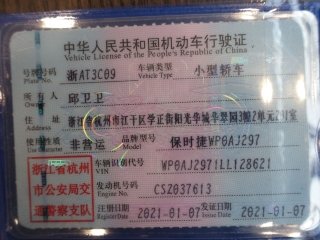 中华人民共和国机动车行驶证
Vehicle License of the People's Republic of China
号牌号码 浙AT3C09 车辆类型 小型轿车
Plate No. Vehicle Type
所有人 邱卫卫
Owner
住址 浙江省杭州市江干区学正街阳光华城华翠园3幢2单元2
Address
使用性质 非营运 品牌型号 保时捷WP0AJ297
Use Character Model
浙江省杭州市公安局交通警察支队
车辆识别代号 WP0AJ2971LL128621
VIN
发动机号码 CSZ037613
Engine No.
注册日期 2021-01-07 发证日期 2021-01-07
Register Date Issue Date